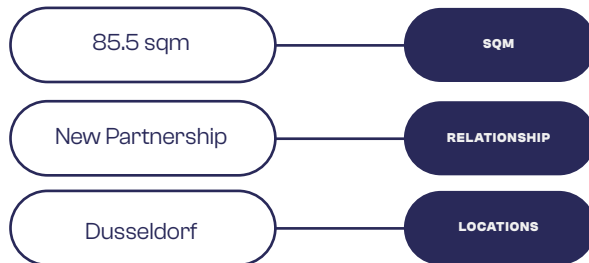 85.5 sqm
SQM
New Partnership
RELATIONSHIP
Dusseldorf
LOCATIONS